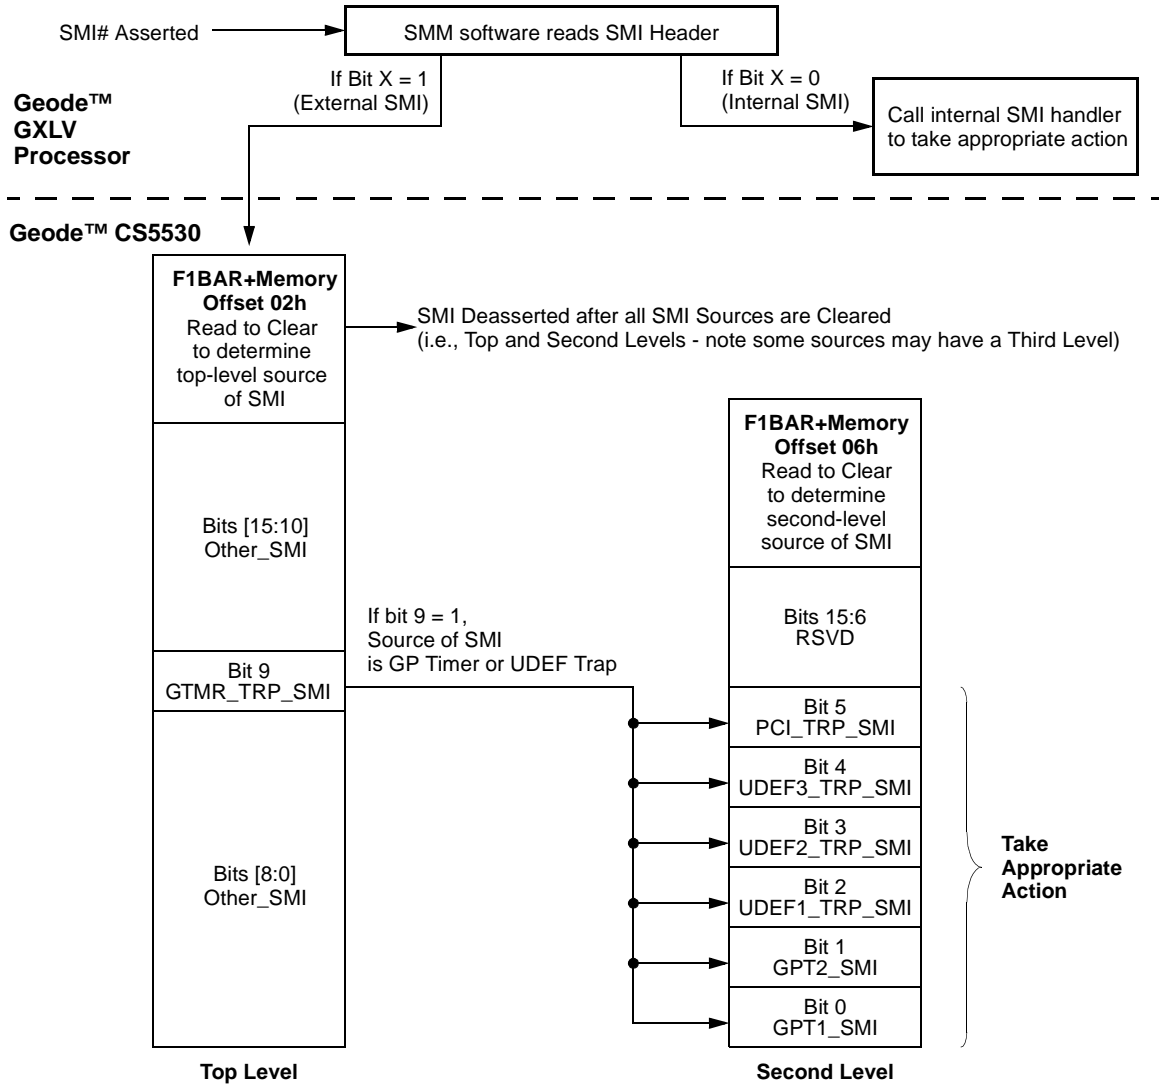 SMI# Asserted
SMM software reads SMI Header
If Bit X = 1
(External SMI)
If Bit X = 0
(Internal SMI)
Geode™
GXLV
Processor
Call internal SMI handler
to take appropriate action
Geode™ CS5530
F1BAR+Memory
Offset 02h
Read to Clear
to determine
top-level source
of SMI
SMI Deasserted after all SMI Sources are Cleared
(i.e., Top and Second Levels - note some sources may have a Third Level)
F1BAR+Memory
Offset 06h
Read to Clear
to determine
second-level
source of SMI
Bits [15:10]
Other_SMI
If bit 9 = 1,
Source of SMI
is GP Timer or UDEF Trap
Bits 15:6
RSVD
Bit 9
GTMR_TRP_SMI
Bit 5
PCI_TRP_SMI
Bit 4
UDEF3_TRP_SMI
Bit 3
UDEF2_TRP_SMI
Bit 2
UDEF1_TRP_SMI
Bit 1
GPT2_SMI
Bit 0
GPT1_SMI
Bits [8:0]
Other_SMI
Take
Appropriate
Action
Top Level
Second Level